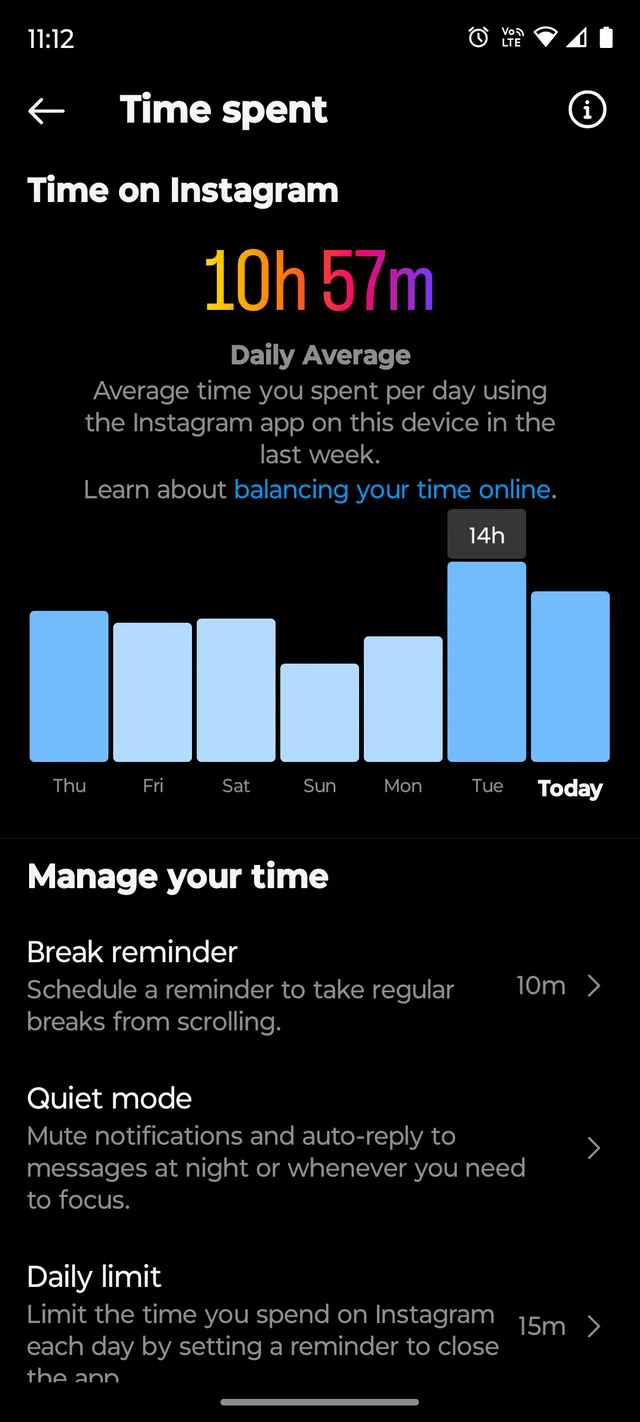 11:12
Vo
LTE
Time spent
Time on Instagram
10h 57m
Daily Average
Average time you spent per day using
the Instagram app on this device in the
last week.
Learn about balancing your time online.
14h
Thu Fri Sat Sun Mon Tue Today
Manage your time
Break reminder
Schedule a reminder to take regular
breaks from scrolling.
10m
Quiet mode
Mute notifications and auto-reply to
messages at night or whenever you need
to focus.
Daily limit
Limit the time you spend on Instagram
each day by setting a reminder to close
the app.
15m